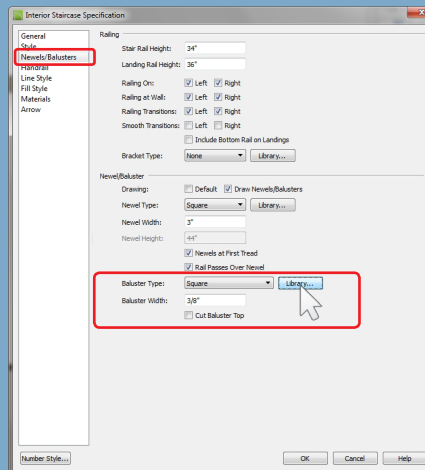 Interior Staircase Specification
General
Style
Newels/Balusters
Handrail
Line Style
Fill Style
Materials
Arrow
Railing
Stair Rail Height: 34"
Landing Rail Height: 36"
Railing On: Left Right
Railing at Wall: Left Right
Railing Transitions: Left Right
Smooth Transitions: Left Right
Include Bottom Rail on Landings
Bracket Type: None Library...
Newel/Baluster
Drawing: Default Draw Newels/Balusters
Newel Type: Square Library...
Newel Width: 3"
Newel Height: 44"
Newels at First Tread
Rail Passes Over Newel
Baluster Type: Square Library...
Baluster Width: 3/8"
Cut Baluster Top
Number Style... OK Cancel Help